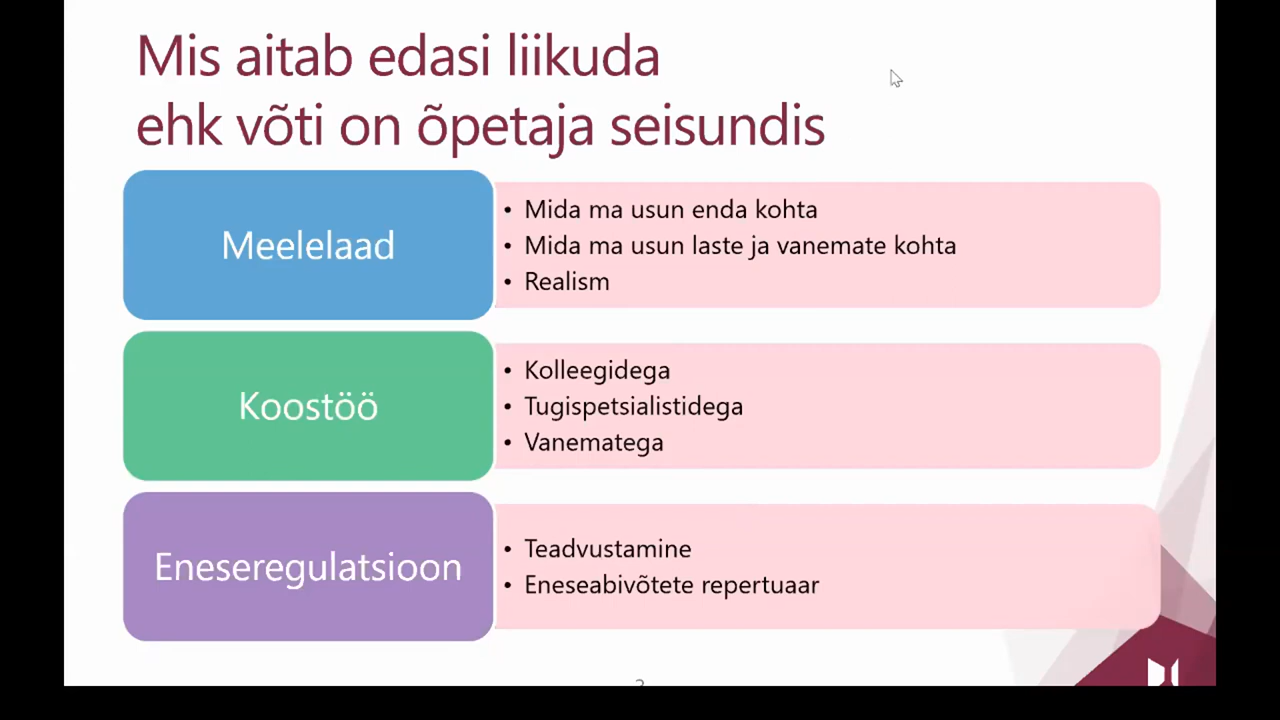 Mis aitab edasi liikuda
ehk võti on õpetaja seisundis
Meelelaad
• Mida ma usun enda kohta
• Mida ma usun laste ja vanemate kohta
• Realism
Koostöö
• Kolleegidega
• Tugispetsialistidega
• Vanematega
Eneseregulatsioon
• Teadvustamine
• Eneseabivõtete repertuaar